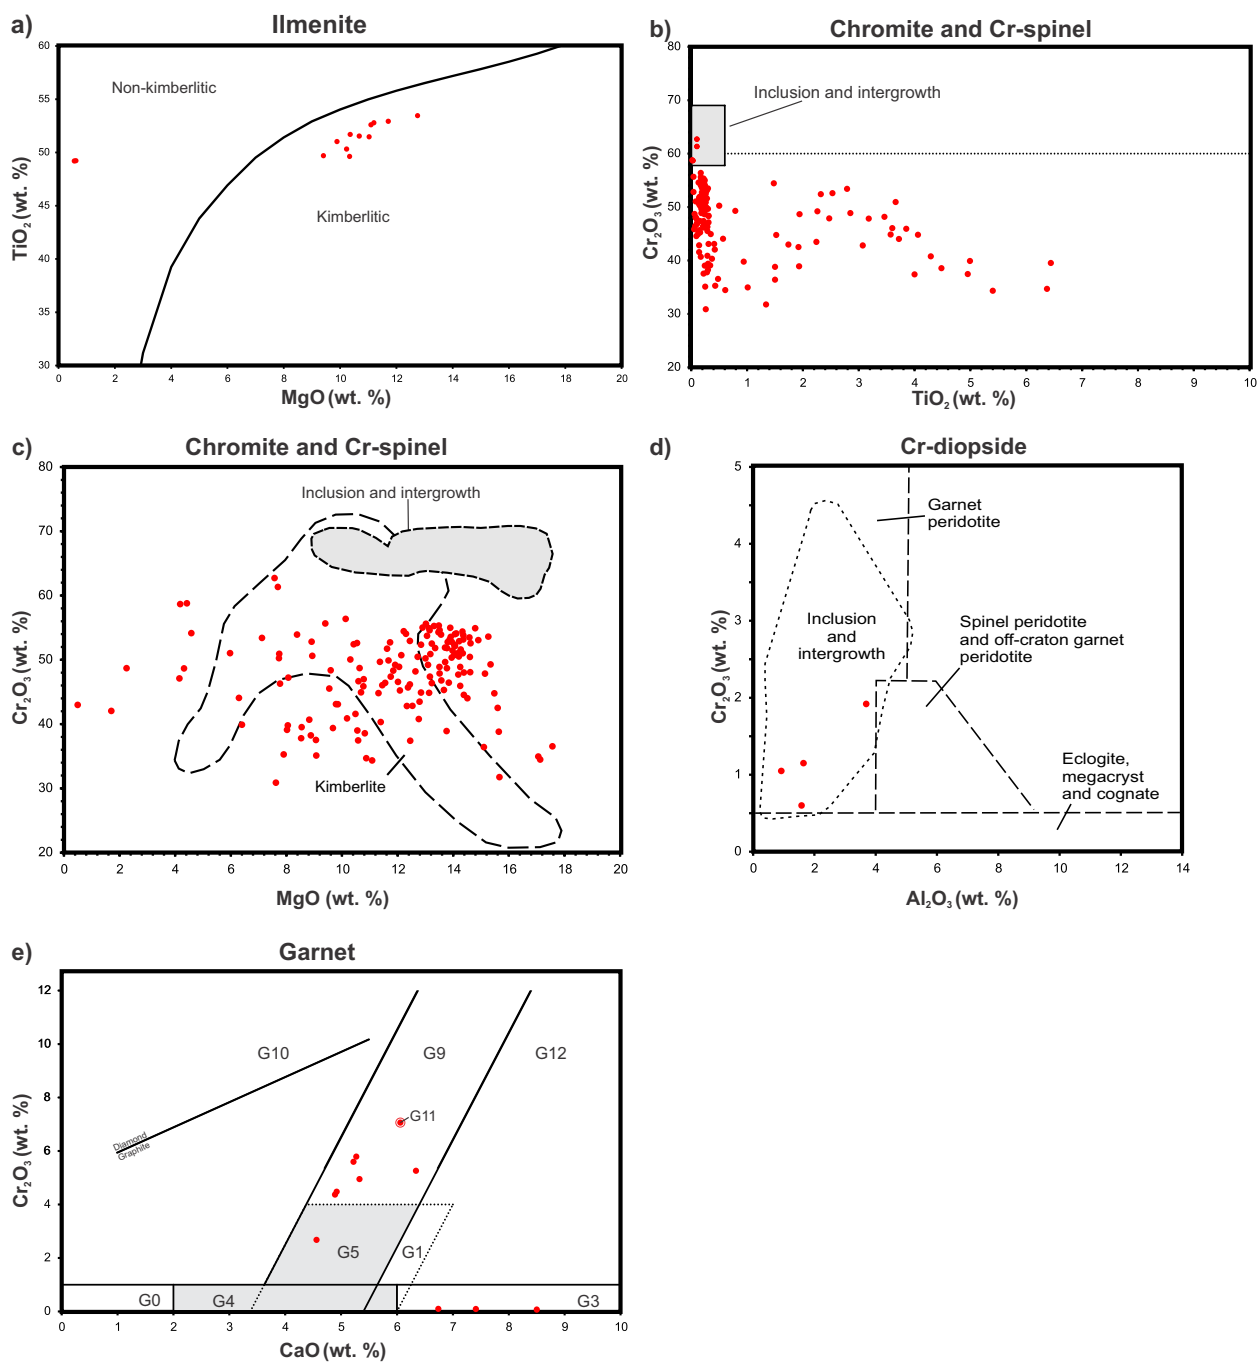 a)
Ilmenite
60
55
50
45
40
35
30
TiO2 (wt. %)
Non-kimberlitic
Kimberlitic
0 2 4 6 8 10 12 14 16 18 20
MgO (wt. %)
b)
Chromite and Cr-spinel
80
70
60
50
40
30
20
Cr2O3 (wt. %)
Inclusion and intergrowth
0 1 2 3 4 5 6 7 8 9 10
TiO2 (wt. %)
c)
Chromite and Cr-spinel
80
70
60
50
40
30
20
Cr2O3 (wt. %)
Inclusion and intergrowth
Kimberlite
0 2 4 6 8 10 12 14 16 18 20
MgO (wt. %)
d)
Cr-diopside
5
4
3
2
1
0
Cr2O3 (wt. %)
Garnet
peridotite
Inclusion
and
intergrowth
Spinel peridotite
and off-craton garnet
peridotite
Eclogite,
megacryst
and cognate
0 2 4 6 8 10 12 14
Al2O3 (wt. %)
e)
Garnet
12
10
8
6
4
2
0
Cr2O3 (wt. %)
G10
G9
G12
G11
Diamond
Graphite
G5
G1
G0
G4
G3
0 1 2 3 4 5 6 7 8 9 10
CaO (wt. %)